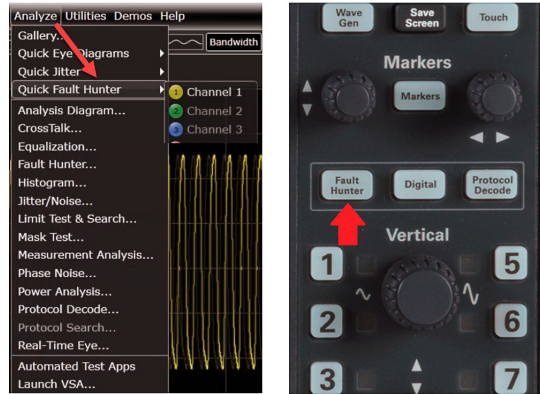 Analyze Utilities Demos Help
Gallery...
Quick Eye Diagrams
Bandwidth
Quick Jitter
Quick Fault Hunter
1 Channel 1
Analysis Diagram...
2 Channel 2
CrossTalk...
3 Channel 3
Equalization...
Fault Hunter...
Histogram...
Jitter/Noise...
Limit Test & Search...
Mask Test...
Measurement Analysis...
Phase Noise...
Power Analysis...
Protocol Decode...
Protocol Search...
Real-Time Eye...
Automated Test Apps
Launch VSA...
Wave
Gen
Save
Screen
Touch
Markers
Markers
Fault
Hunter
Digital
Protocol
Decode
Vertical
1
5
2
6
3
7